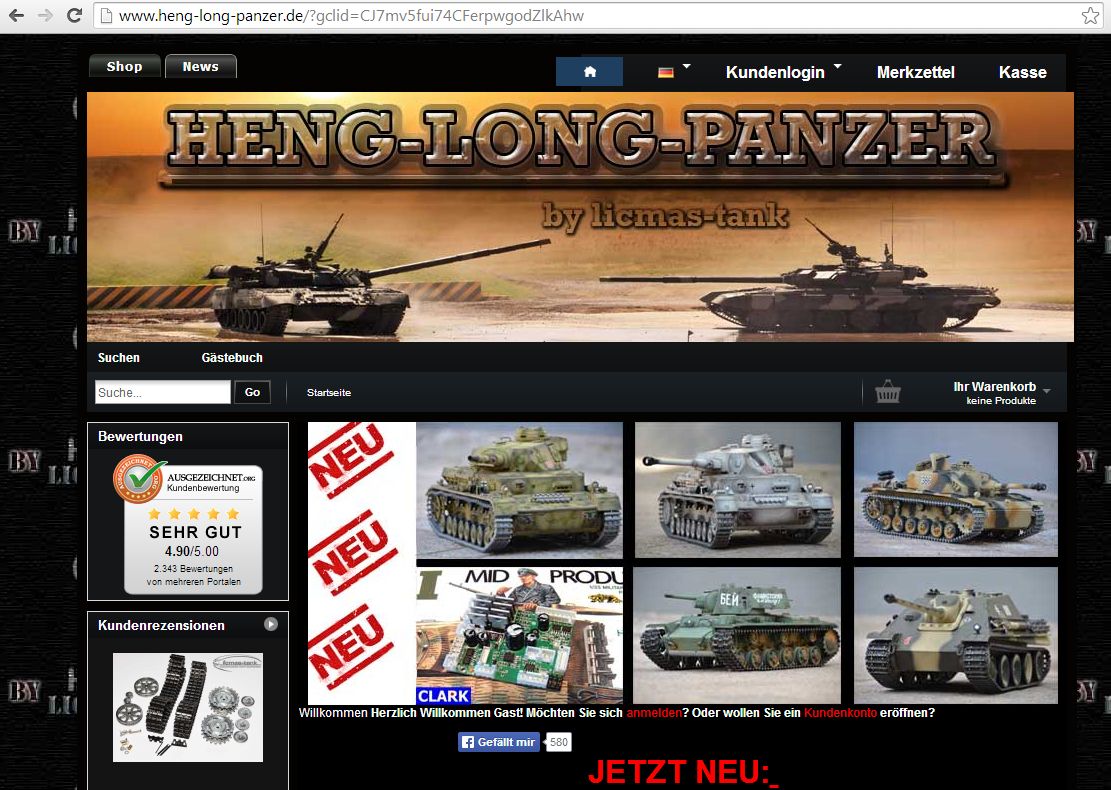 www.heng-long-panzer.de/?gclid=CJ7mv5fui74CFerpwgodZlkAhw
Shop
News
Kundenlogin
Merkzettel
Kasse
HENG-LONG-PANZER
by licmas-tank
BY
BY
BY
Suchen
Gästebuch
Suche...
Go
Startseite
Ihr Warenkorb
keine Produkte
Bewertungen
AUSGEZEICHNET.ORG
Kundenbewertung
SEHR GUT
4.90/5.00
2.343 Bewertungen
von mehreren Portalen
Kundenrezensionen
licmas-tank
NEU
NEU
NEU
MID PRODU
CLARK
БЕЙ
Willkommen Herzlich Willkommen Gast! Möchten Sie sich anmelden? Oder wollen Sie ein Kundenkonto eröffnen?
Gefällt mir
580
JETZT NEU: